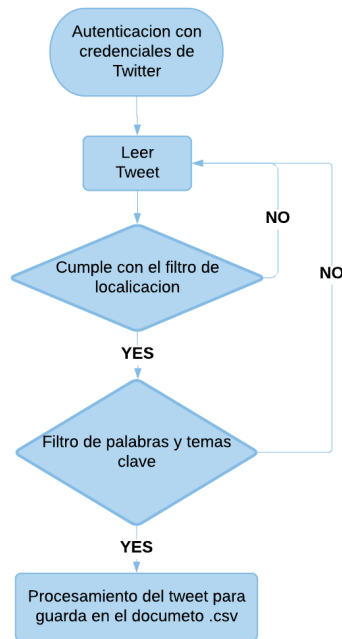 Autenticacion con
credenciales de
Twitter
Leer
Tweet
NO
Cumple con el filtro de
localicacion
NO
YES
Filtro de palabras y temas
clave
YES
Procesamiento del tweet para
guarda en el documeto .csv